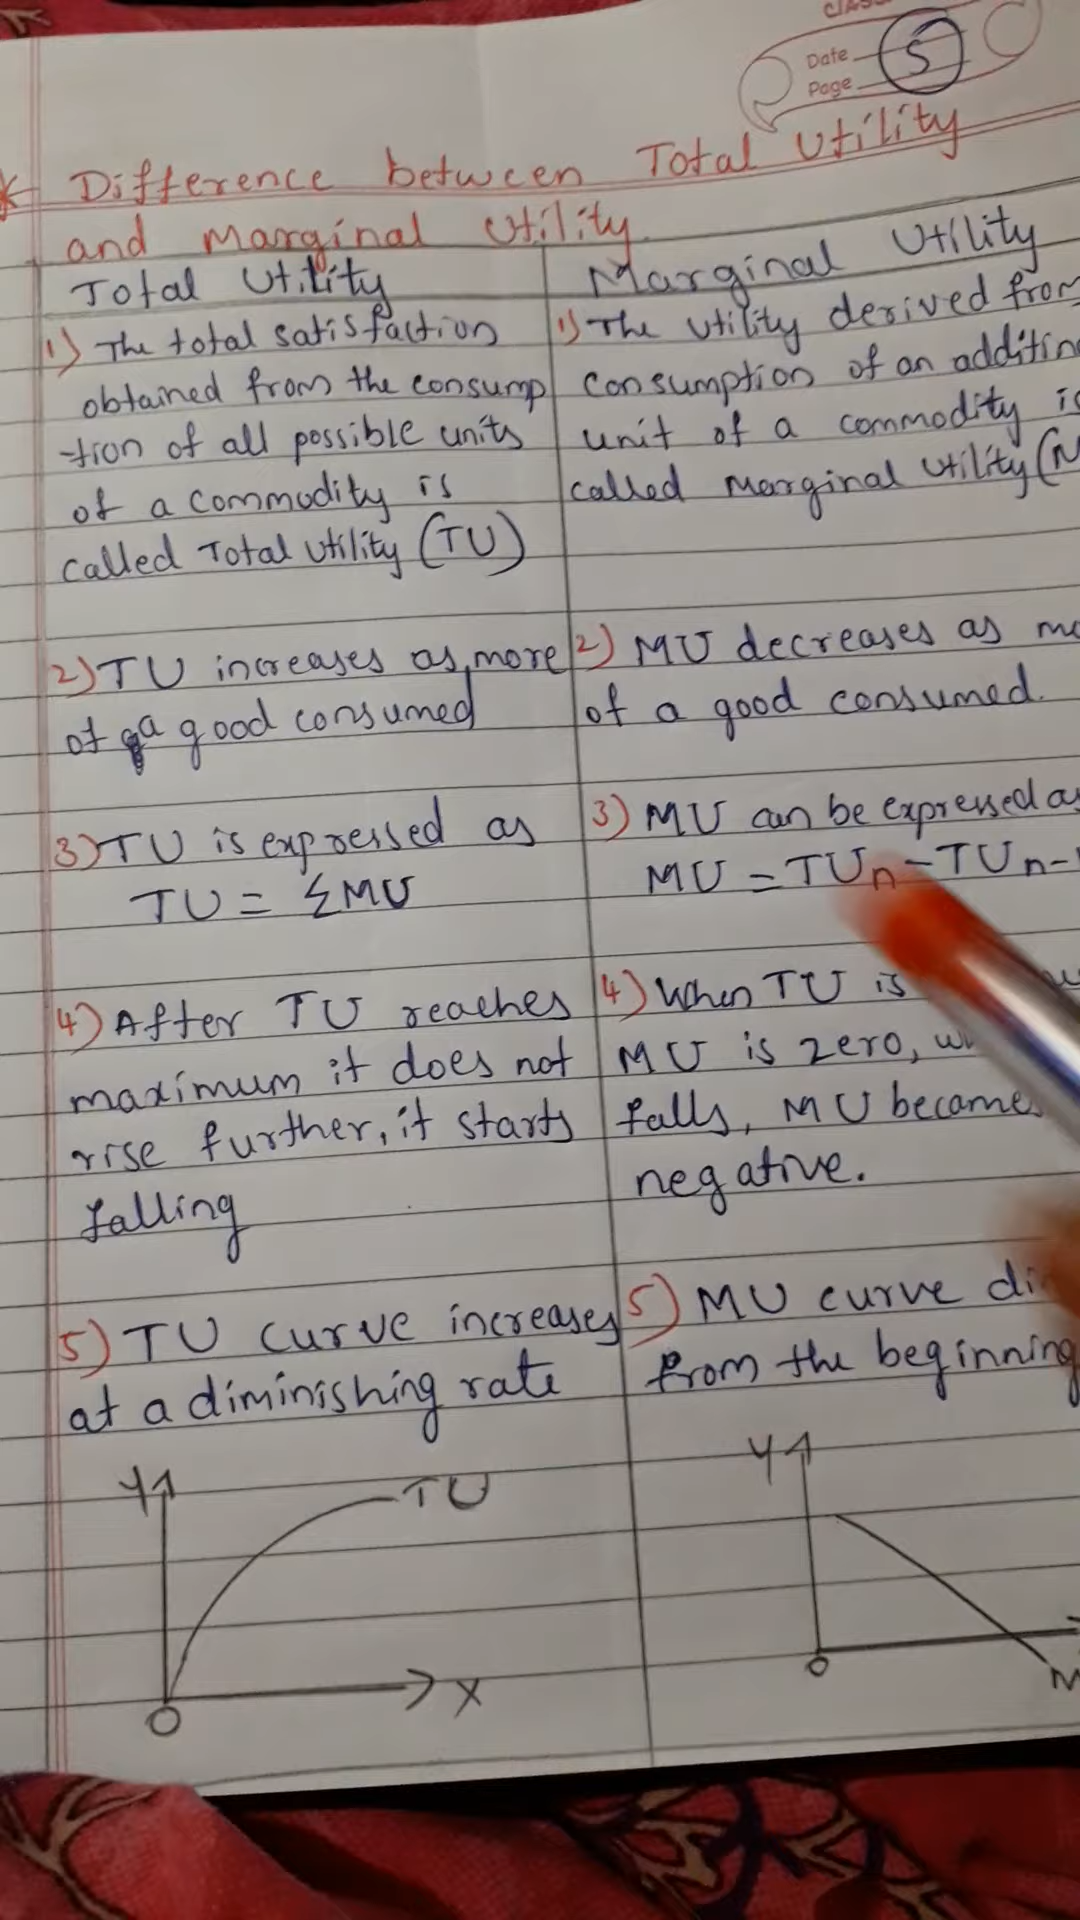 Date 5
Page
Difference between Total Utility
and Marginal Utility.
Total Utility
1) The total satisfaction
obtained from the consump
-tion of all possible units
of a commodity is
called Total Utility (TU)
2) TU increases as more
of a good consumed
3) TU is expressed as
TU = ΣMU
4) After TU reaches
maximum it does not
rise further, it starts
falling
5) TU curve increases
at a diminishing rate
Y
TU
O
X
Marginal Utility
1) The utility derived from
consumption of an additin
unit of a commodity is
called Marginal Utility (M
2) MU decreases as mo
of a good consumed.
3) MU can be expressed as
MU = TUn - TUn-1
4) When TU is
MU is zero,
falls, MU become
negative.
5) MU curve
from the beginning
Y
O
M